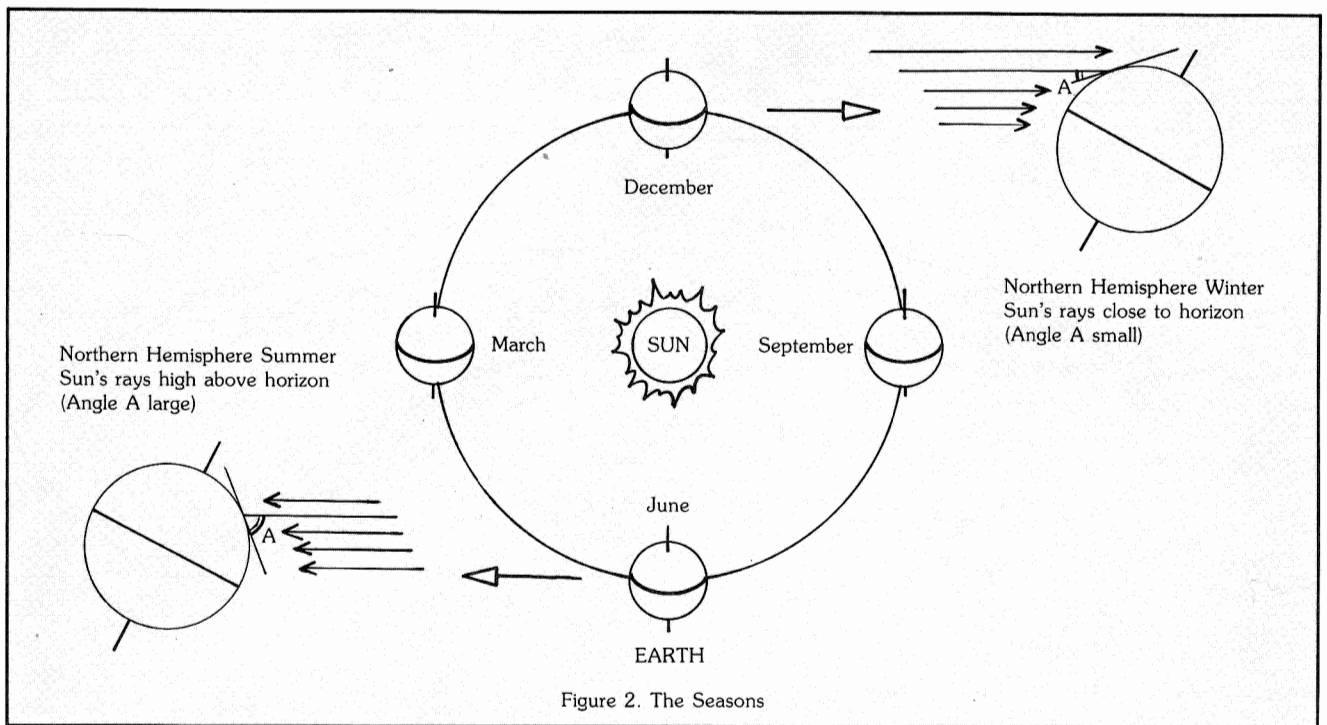 A
December
Northern Hemisphere Winter
Sun's rays close to horizon
(Angle A small)
March
SUN
September
Northern Hemisphere Summer
Sun's rays high above horizon
(Angle A large)
A
June
EARTH
Figure 2. The Seasons